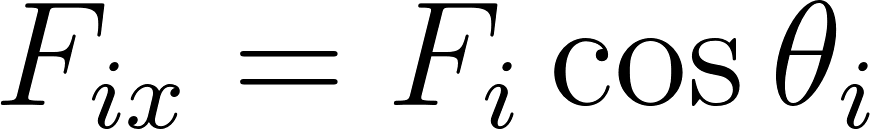 $F_{ix} = F_i \cos \theta_i$